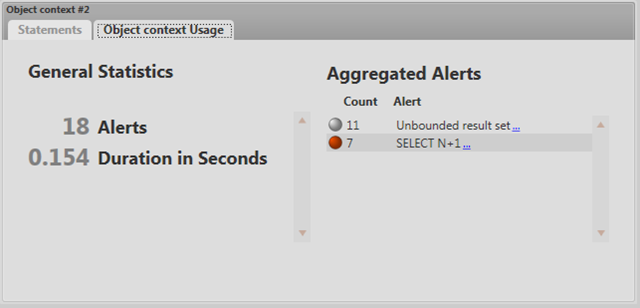 Object context #2
Statements
Object context Usage
General Statistics
18 Alerts
0.154 Duration in Seconds
Aggregated Alerts
Count Alert
11 Unbounded result set ...
7 SELECT N+1 ...